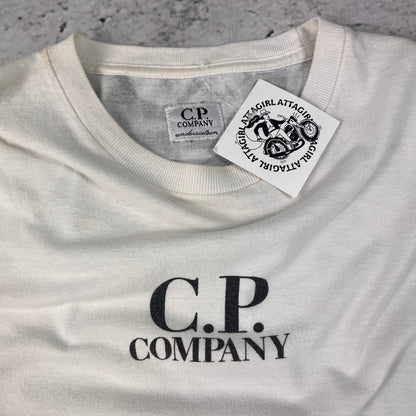 C.P.
COMPANY
undersixteen
ATTAGIRL ATTAGIRL ATTAGIRL ATTAGIRL
C.P.
COMPANY